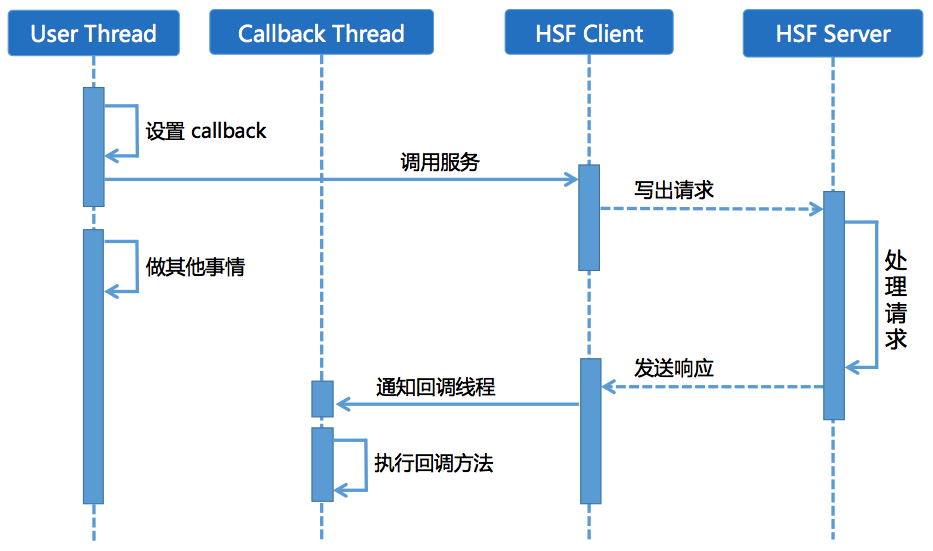 User Thread
Callback Thread
HSF Client
HSF Server
设置 callback
调用服务
写出请求
做其他事情
处
理
请
求
发送响应
通知回调线程
执行回调方法